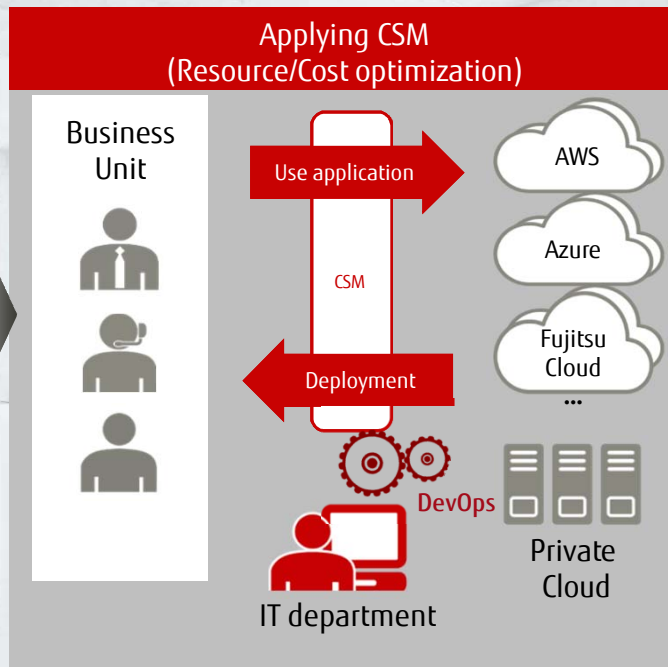 Applying CSM
(Resource/Cost optimization)
Business
Unit
Use application
CSM
Deployment
AWS
Azure
Fujitsu
Cloud
...
DevOps
IT department
Private
Cloud